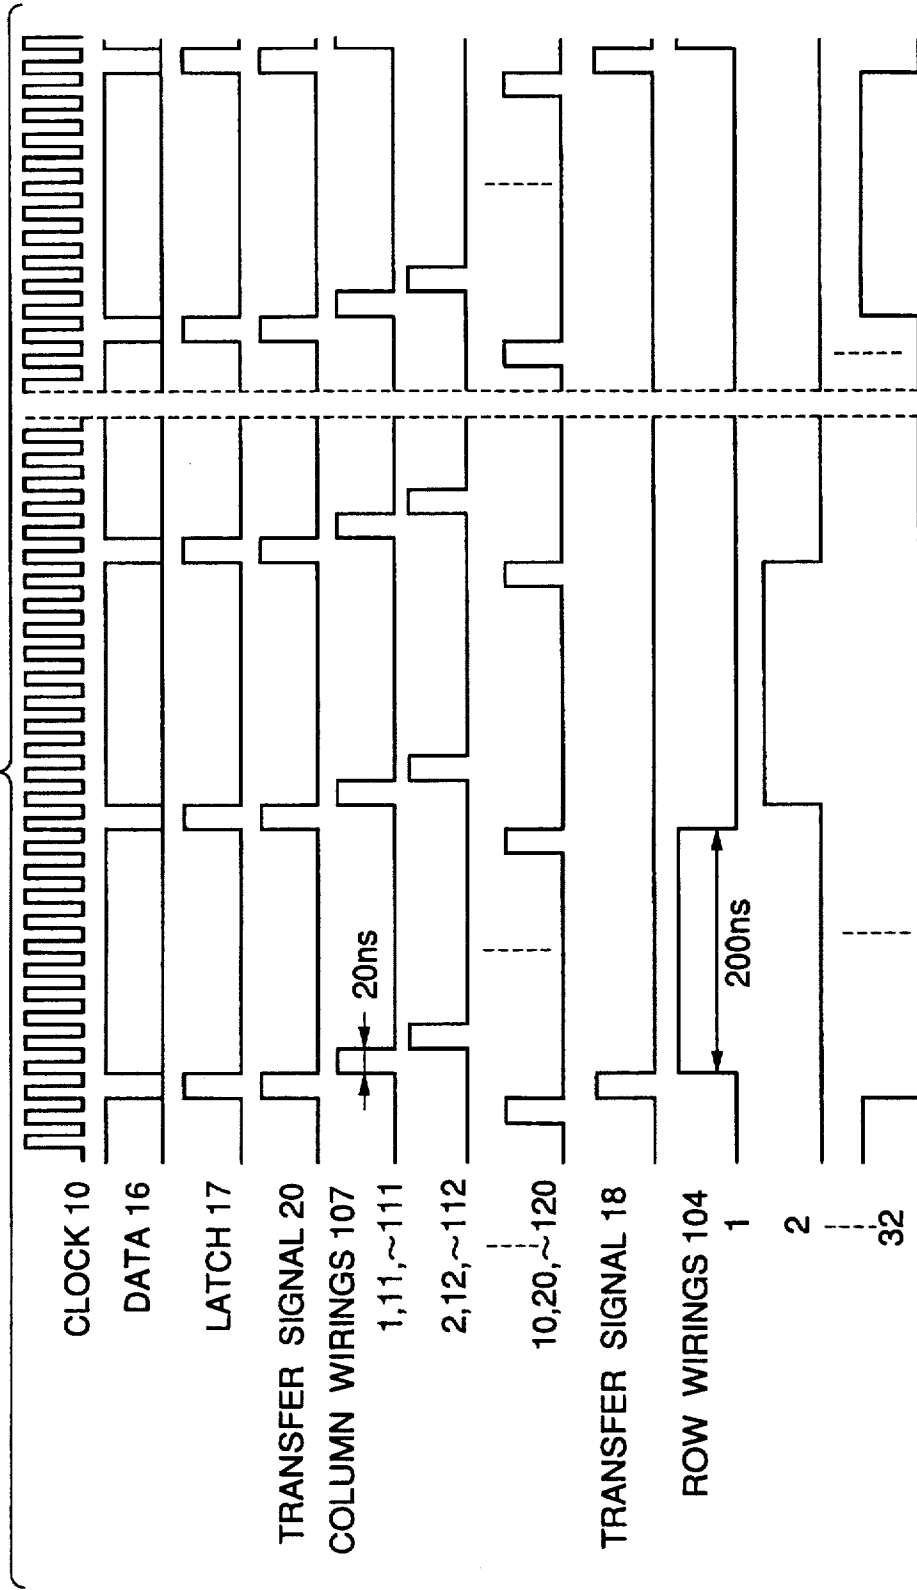 CLOCK 10
DATA 16
LATCH 17
TRANSFER SIGNAL 20
COLUMN WIRINGS 107
1,11,~111
20ns
2,12,~112
10,20,~120
TRANSFER SIGNAL 18
ROW WIRINGS 104
1
200ns
2
32